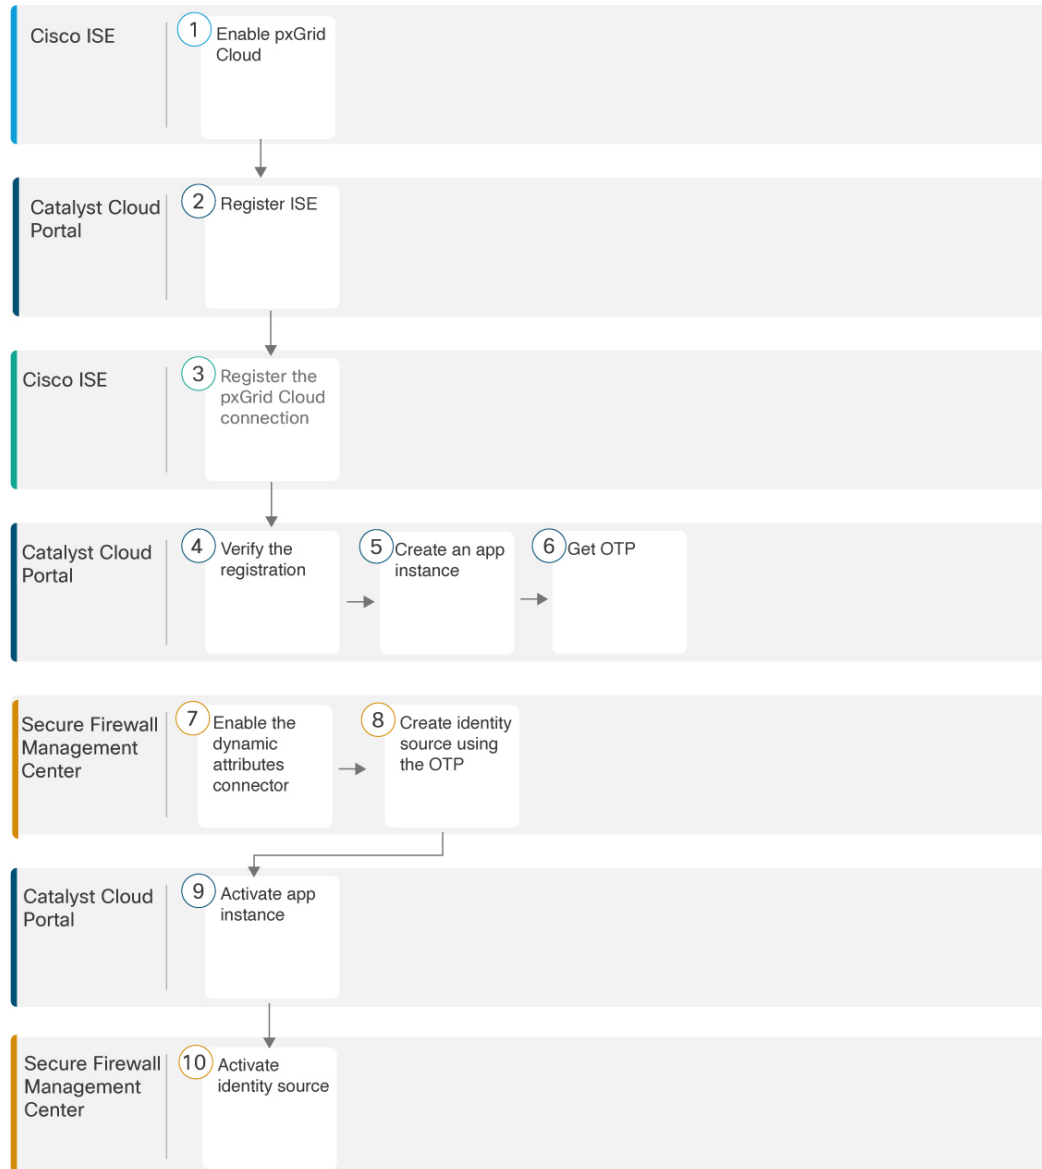 Cisco ISE
1
Enable pxGrid
Cloud
Catalyst Cloud
Portal
2
Register ISE
Cisco ISE
3
Register the
pxGrid Cloud
connection
Catalyst Cloud
Portal
4
Verify the
registration
5
Create an app
instance
6
Get OTP
Secure Firewall
Management
Center
7
Enable the
dynamic
attributes
connector
8
Create identity
source using
the OTP
Catalyst Cloud
Portal
9
Activate app
instance
Secure Firewall
Management
Center
10
Activate
identity source